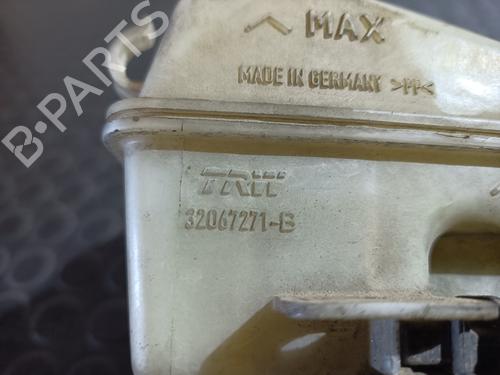 MAX
MADE IN GERMANY >PP<
B-PARTS
TRW
32067271-B